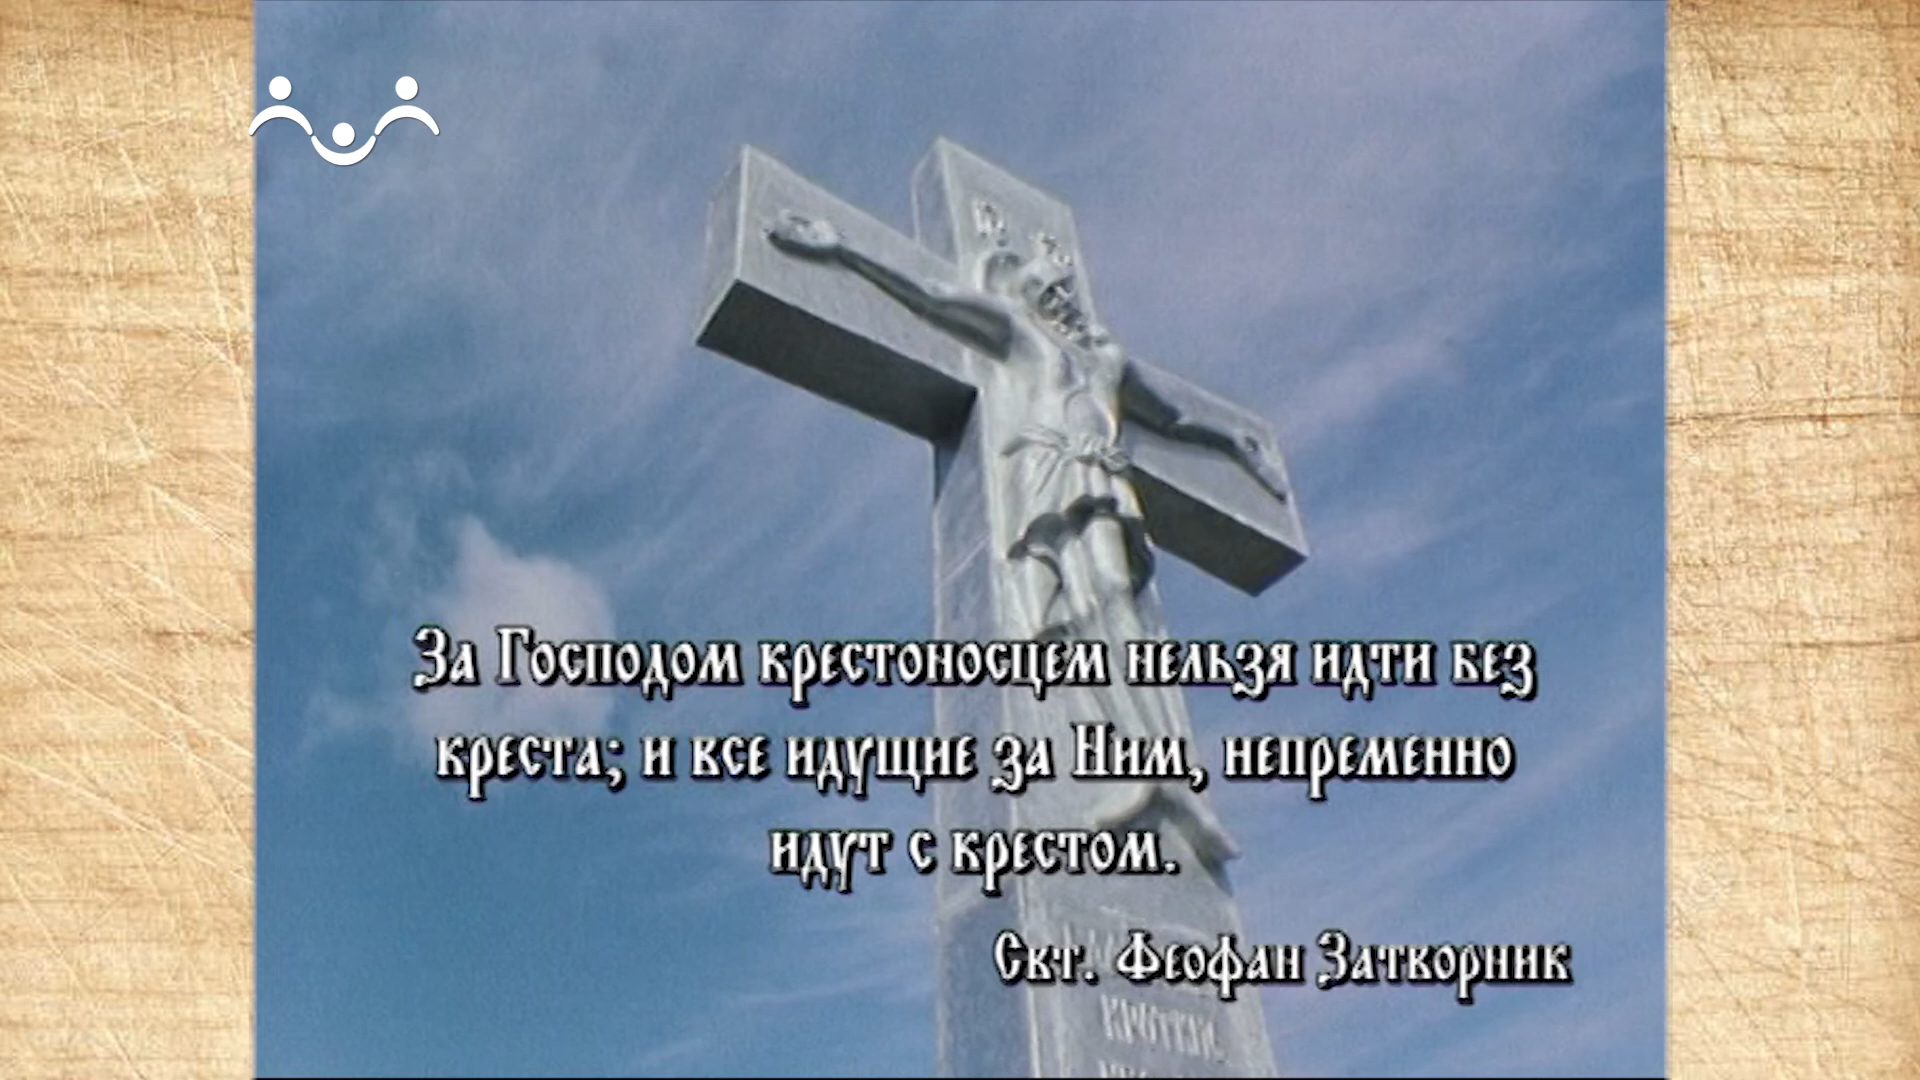 За Господом крестоносцем нельзя идти без
креста; и все идущие за Ним, непременно
идут с крестом.
Свт. Феофан Затворник